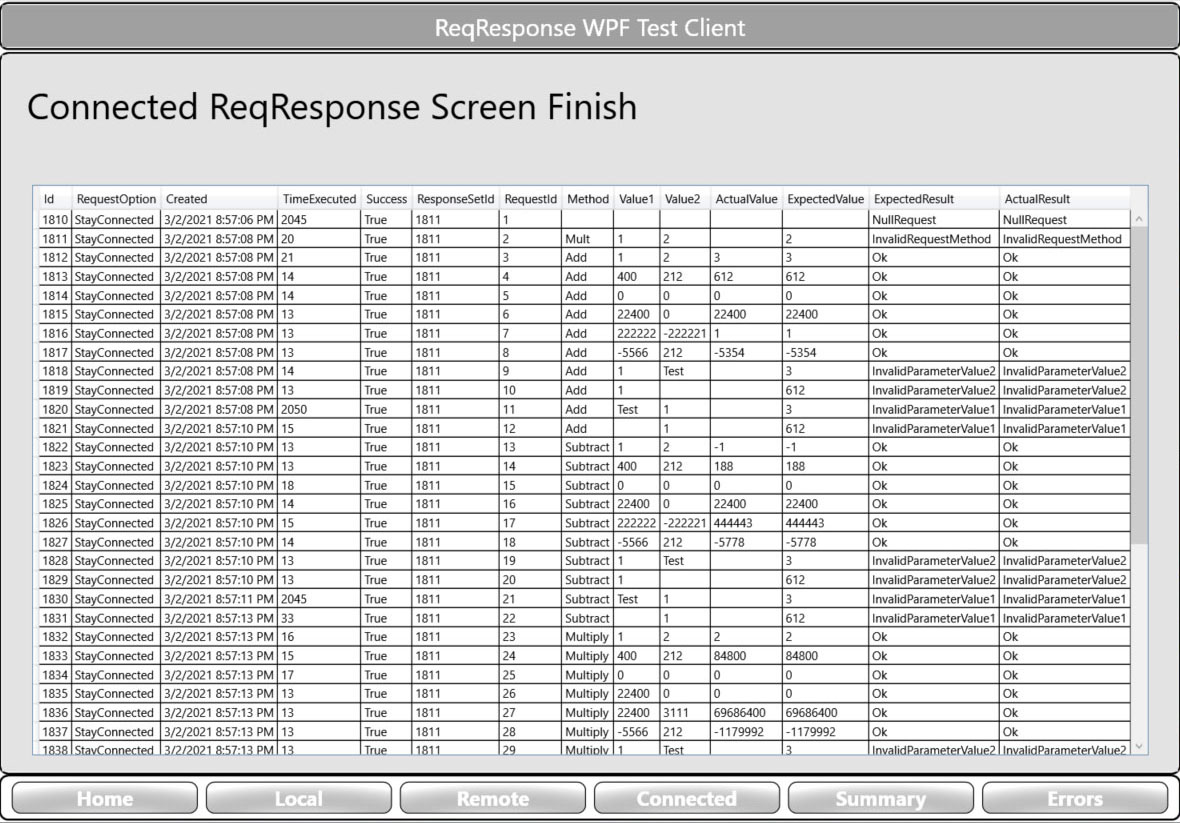 ReqResponse WPF Test Client
Connected ReqResponse Screen Finish
Id RequestOption Created TimeExecuted Success ResponseSetId RequestId Method Value1 Value2 ActualValue ExpectedValue ExpectedResult ActualResult
1810 StayConnected 3/2/2021 8:57:06 PM 2045 True 1811 1 NullRequest NullRequest
1811 StayConnected 3/2/2021 8:57:08 PM 20 True 1811 2 Mult 1 2 2 InvalidRequestMethod InvalidRequestMethod
1812 StayConnected 3/2/2021 8:57:08 PM 21 True 1811 3 Add 1 2 3 3 Ok Ok
1813 StayConnected 3/2/2021 8:57:08 PM 14 True 1811 4 Add 400 212 612 612 Ok Ok
1814 StayConnected 3/2/2021 8:57:08 PM 14 True 1811 5 Add 0 0 0 0 Ok Ok
1815 StayConnected 3/2/2021 8:57:08 PM 13 True 1811 6 Add 22400 0 22400 22400 Ok Ok
1816 StayConnected 3/2/2021 8:57:08 PM 13 True 1811 7 Add 222222 -222221 1 1 Ok Ok
1817 StayConnected 3/2/2021 8:57:08 PM 13 True 1811 8 Add -5566 212 -5354 -5354 Ok Ok
1818 StayConnected 3/2/2021 8:57:08 PM 14 True 1811 9 Add 1 Test 3 InvalidParameterValue2 InvalidParameterValue2
1819 StayConnected 3/2/2021 8:57:08 PM 13 True 1811 10 Add 1 612 InvalidParameterValue2 InvalidParameterValue2
1820 StayConnected 3/2/2021 8:57:08 PM 2050 True 1811 11 Add Test 1 3 InvalidParameterValue1 InvalidParameterValue1
1821 StayConnected 3/2/2021 8:57:10 PM 15 True 1811 12 Add 1 612 InvalidParameterValue1 InvalidParameterValue1
1822 StayConnected 3/2/2021 8:57:10 PM 13 True 1811 13 Subtract 1 2 -1 -1 Ok Ok
1823 StayConnected 3/2/2021 8:57:10 PM 13 True 1811 14 Subtract 400 212 188 188 Ok Ok
1824 StayConnected 3/2/2021 8:57:10 PM 18 True 1811 15 Subtract 0 0 0 0 Ok Ok
1825 StayConnected 3/2/2021 8:57:10 PM 14 True 1811 16 Subtract 22400 0 22400 22400 Ok Ok
1826 StayConnected 3/2/2021 8:57:10 PM 15 True 1811 17 Subtract 222222 -222221 444443 444443 Ok Ok
1827 StayConnected 3/2/2021 8:57:10 PM 14 True 1811 18 Subtract -5566 212 -5778 -5778 Ok Ok
1828 StayConnected 3/2/2021 8:57:10 PM 13 True 1811 19 Subtract 1 Test 3 InvalidParameterValue2 InvalidParameterValue2
1829 StayConnected 3/2/2021 8:57:10 PM 13 True 1811 20 Subtract 1 612 InvalidParameterValue2 InvalidParameterValue2
1830 StayConnected 3/2/2021 8:57:11 PM 2045 True 1811 21 Subtract Test 1 3 InvalidParameterValue1 InvalidParameterValue1
1831 StayConnected 3/2/2021 8:57:13 PM 33 True 1811 22 Subtract 1 612 InvalidParameterValue1 InvalidParameterValue1
1832 StayConnected 3/2/2021 8:57:13 PM 16 True 1811 23 Multiply 1 2 2 2 Ok Ok
1833 StayConnected 3/2/2021 8:57:13 PM 15 True 1811 24 Multiply 400 212 84800 84800 Ok Ok
1834 StayConnected 3/2/2021 8:57:13 PM 17 True 1811 25 Multiply 0 0 0 0 Ok Ok
1835 StayConnected 3/2/2021 8:57:13 PM 13 True 1811 26 Multiply 22400 0 0 0 Ok Ok
1836 StayConnected 3/2/2021 8:57:13 PM 13 True 1811 27 Multiply 22400 3111 69686400 69686400 Ok Ok
1837 StayConnected 3/2/2021 8:57:13 PM 13 True 1811 28 Multiply -5566 212 -1179992 -1179992 Ok Ok
1838 StayConnected 3/2/2021 8:57:13 PM 13 True 1811 29 Multiply 1 Test 3 InvalidParameterValue2 InvalidParameterValue2
Home Local Remote Connected Summary Errors